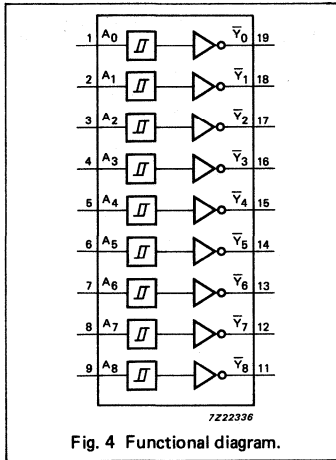 1 A0 Y̅0 19
2 A1 Y̅1 18
3 A2 Y̅2 17
4 A3 Y̅3 16
5 A4 Y̅4 15
6 A5 Y̅5 14
7 A6 Y̅6 13
8 A7 Y̅7 12
9 A8 Y̅8 11
7Z22336
Fig. 4 Functional diagram.